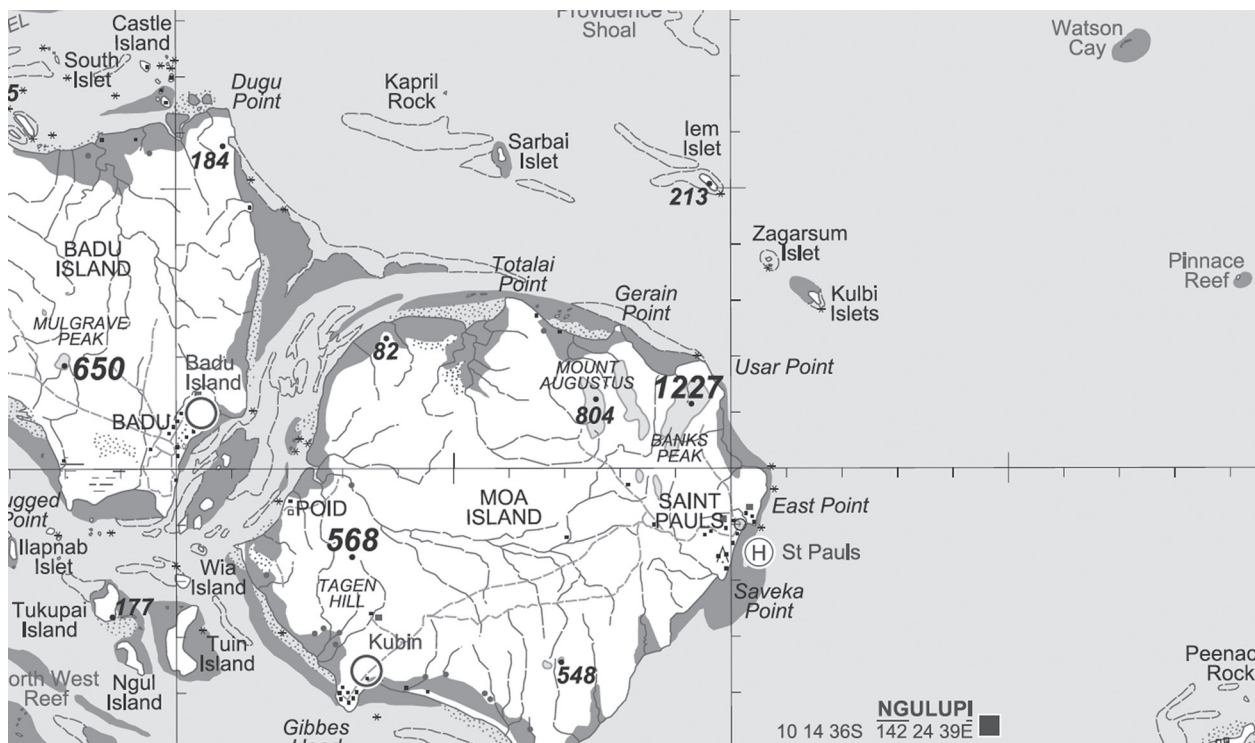 Castle
Island
South
Islet
Dugu
Point
Kapril
Rock
Shoal
Watson
Cay
184
Sarbai
Islet
Iem
Islet
213
BADU
ISLAND
Totalai
Point
Gerain
Point
Zagarsum
Islet
Kulbi
Islets
Pinnace
Reef
MULGRAVE
PEAK
650
Badu
Island
BADU
82
MOUNT
AUGUSTUS
804
1227
BANKS
PEAK
Usar Point
MOA
ISLAND
SAINT
PAULS
East Point
H
St Pauls
Saveka
Point
POID
568
TAGEN
HILL
Kubin
548
Point
Ilapnab
Islet
Wia
Island
Tukupai
Island
177
Tuin
Island
Ngul
Island
orth West
Reef
Gibbes
Peenac
Rock
NGULUPI
10 14 36S 142 24 39E